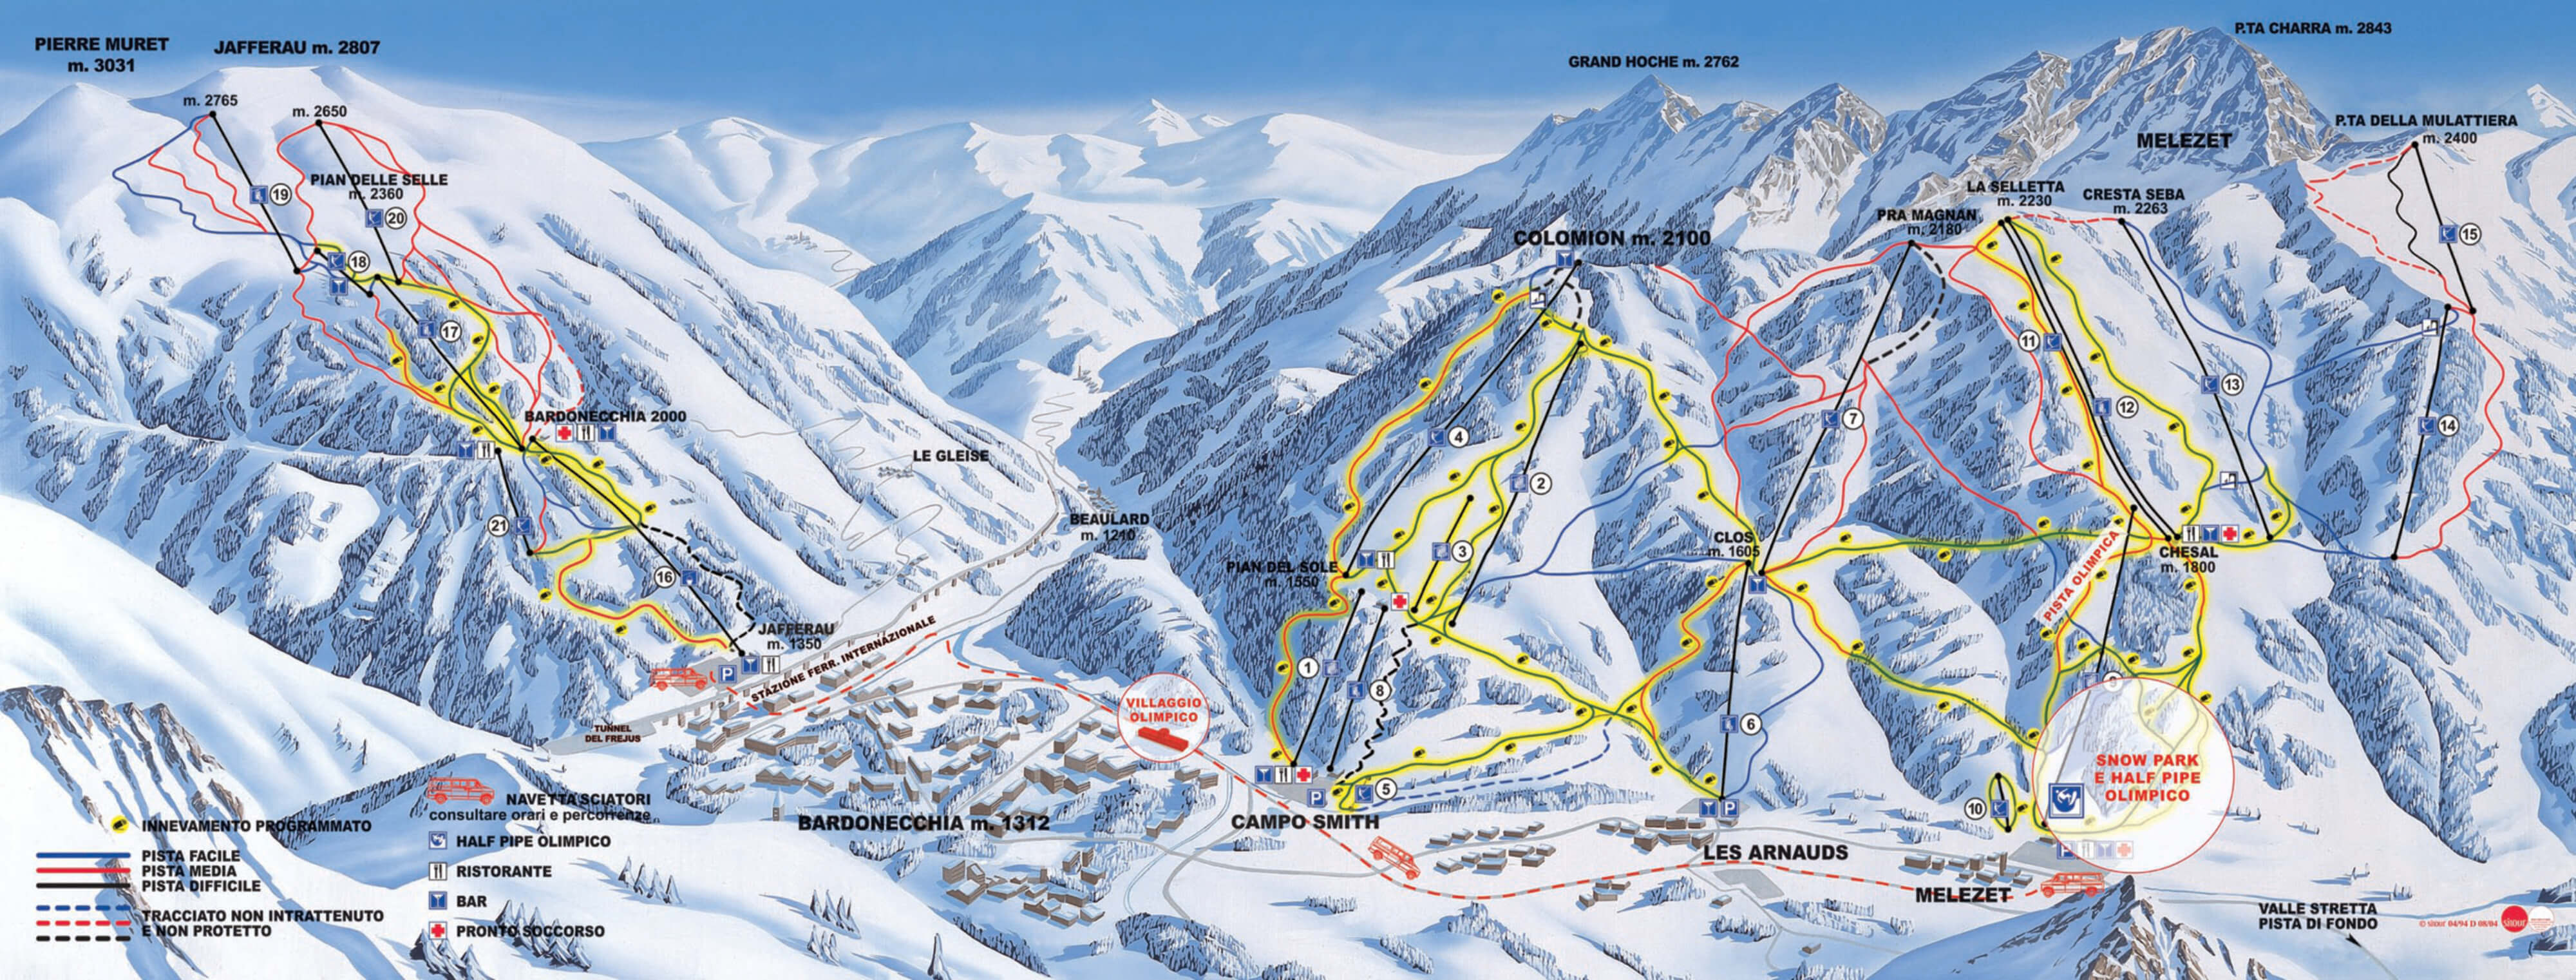 PIERRE MURET
m. 3031
JAFFERAU m. 2807
m. 2765
m. 2650
PIAN DELLE SELLE
m. 2360
19
20
18
17
BARDONECCHIA 2000
21
16
JAFFERAU
m. 1350
P
STAZIONE FERR. INTERNAZIONALE
TUNNEL
DEL FREJUS
LE GLEISE
BEAULARD
m. 1210
VILLAGGIO
OLIMPICO
BARDONECCHIA m. 1312
GRAND HOCHE m. 2762
COLOMION m. 2100
4
2
3
PIAN DEL SOLE
m. 1550
1
8
5
P
CAMPO SMITH
CLOS
m. 1605
7
6
P
LES ARNAUDS
P.TA CHARRA m. 2843
MELEZET
P.TA DELLA MULATTIERA
m. 2400
LA SELLETTA
m. 2230
CRESTA SEBA
m. 2263
PRA MAGNAN
m. 2180
15
11
12
13
14
PISTA OLIMPICA
CHESAL
m. 1800
9
10
SNOW PARK
E HALF PIPE
OLIMPICO
P
MELEZET
VALLE STRETTA
PISTA DI FONDO
INNEVAMENTO PROGRAMMATO
PISTA FACILE
PISTA MEDIA
PISTA DIFFICILE
TRACCIATO NON INTRATTENUTO
E NON PROTETTO
NAVETTA SCIATORI
consultare orari e percorrenze
HALF PIPE OLIMPICO
RISTORANTE
BAR
PRONTO SOCCORSO
© sitour 04/94 D 08/04
sitour